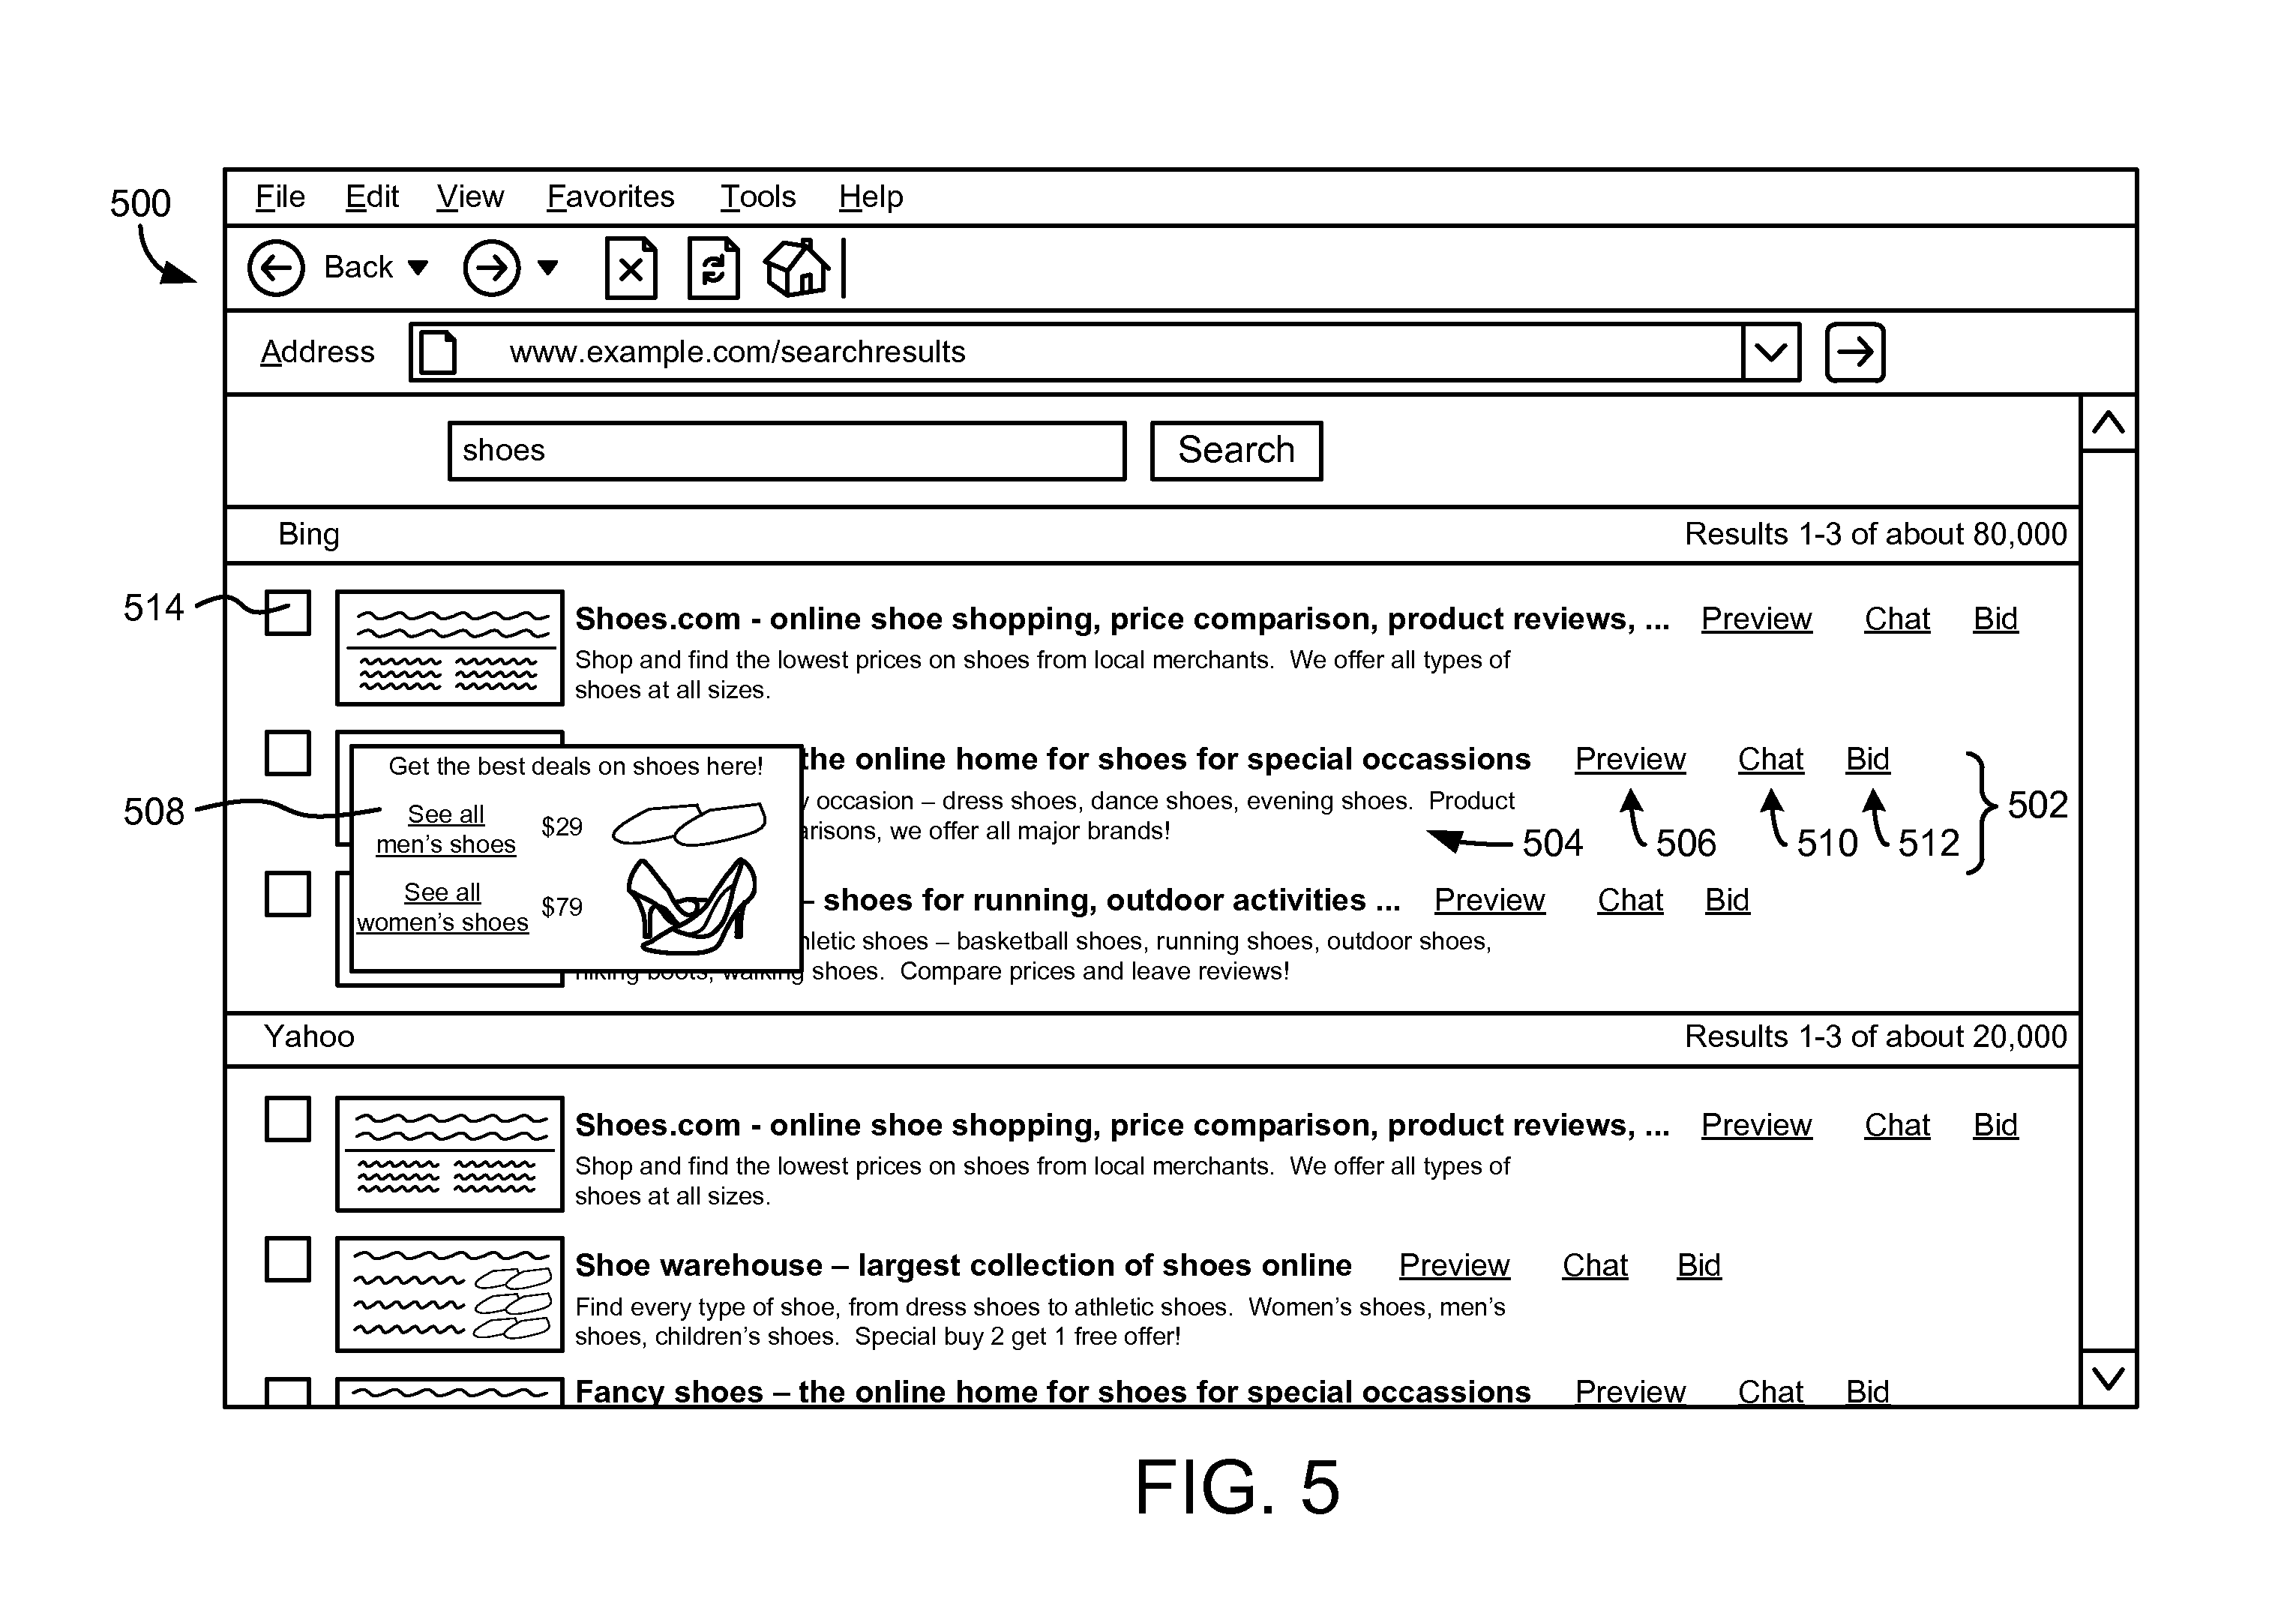 500
File Edit View Favorites Tools Help
Back
Address www.example.com/searchresults
shoes Search
Bing Results 1-3 of about 80,000
514
Shoes.com - online shoe shopping, price comparison, product reviews, ... Preview Chat Bid
Shop and find the lowest prices on shoes from local merchants. We offer all types of
shoes at all sizes.
the online home for shoes for special occassions Preview Chat Bid
occasion – dress shoes, dance shoes, evening shoes. Product
we offer all major brands!
502
504 506 510 512
508
Get the best deals on shoes here!
See all
men's shoes
$29
See all
women's shoes
$79
– shoes for running, outdoor activities ... Preview Chat Bid
shoes – basketball shoes, running shoes, outdoor shoes,
hiking boots, walking shoes. Compare prices and leave reviews!
Yahoo Results 1-3 of about 20,000
Shoes.com - online shoe shopping, price comparison, product reviews, ... Preview Chat Bid
Shop and find the lowest prices on shoes from local merchants. We offer all types of
shoes at all sizes.
Shoe warehouse – largest collection of shoes online Preview Chat Bid
Find every type of shoe, from dress shoes to athletic shoes. Women's shoes, men's
shoes, children's shoes. Special buy 2 get 1 free offer!
Fancy shoes – the online home for shoes for special occassions Preview Chat Bid
FIG. 5